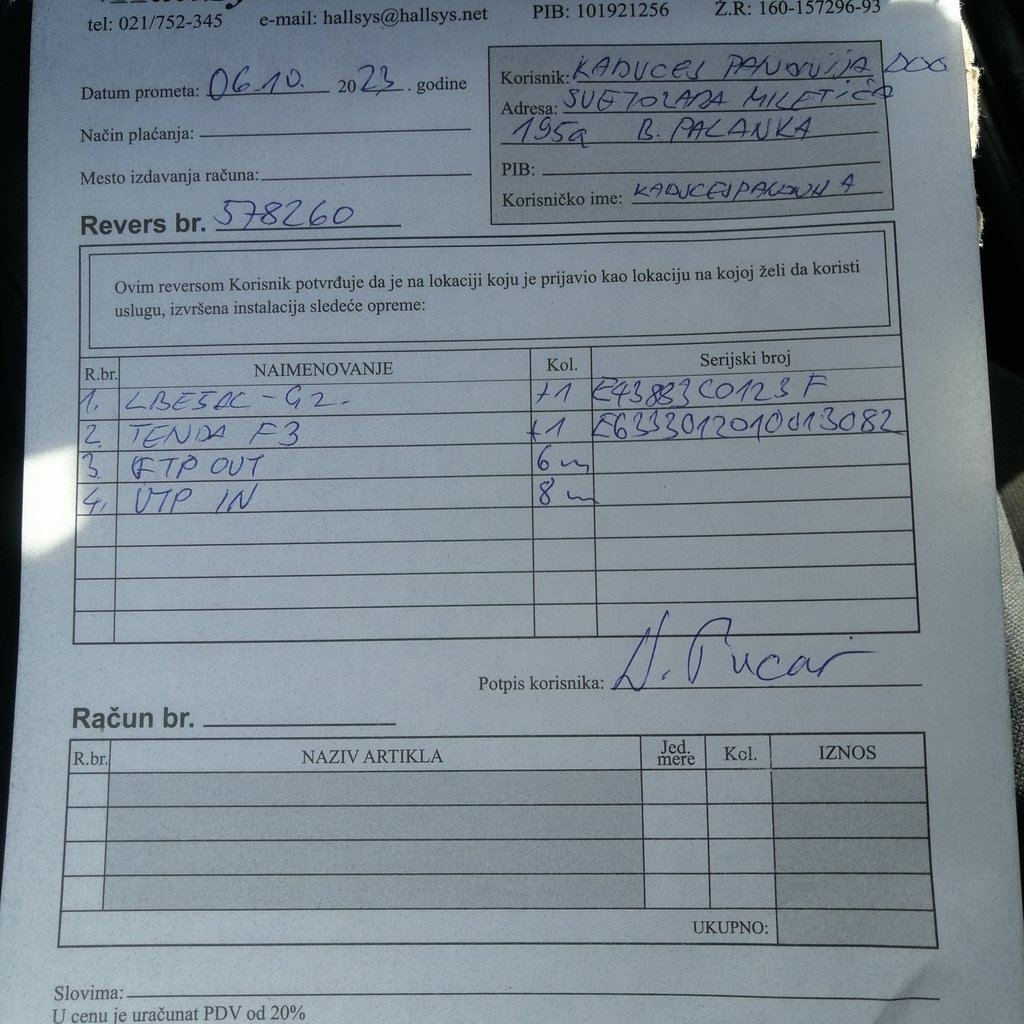 tel: 021/752-345 e-mail: hallsys@hallsys.net PIB: 101921256 Ž.R: 160-157296-93
Datum prometa: 06.10. 2023. godine
Način plaćanja:
Mesto izdavanja računa:
Revers br. 578260
Korisnik: KADUCEJ PANONIJA DOO
Adresa: SVETOZARA MILETIĆA
195a B. PALANKA
PIB:
Korisničko ime: KADUCEJPANONIJA
Ovim reversom Korisnik potvrđuje da je na lokaciji koju je prijavio kao lokaciju na kojoj želi da koristi
uslugu, izvršena instalacija sledeće opreme:
R.br. NAIMENOVANJE Kol. Serijski broj
1. LBE5AC-G2. +1 E43883C0123F
2. TENDA F3 +1 E6333012010013082
3. FTP OUT 6 m
4. UTP IN 8 m
Potpis korisnika: N. Pucar
Račun br.
R.br. NAZIV ARTIKLA Jed. mere Kol. IZNOS
UKUPNO:
Slovima:
U cenu je uračunat PDV od 20%